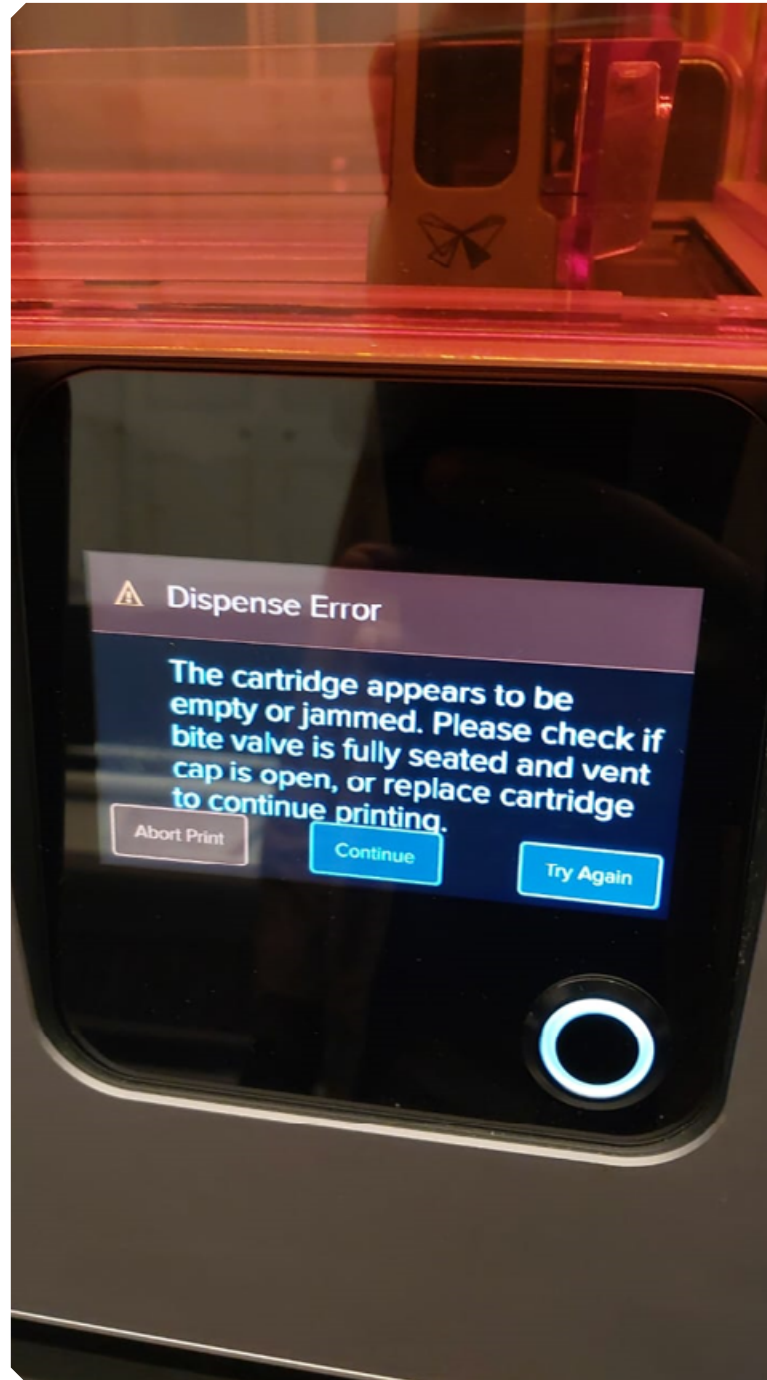 Dispense Error
The cartridge appears to be
empty or jammed. Please check if
bite valve is fully seated and vent
cap is open, or replace cartridge
to continue printing.
Abort Print
Continue
Try Again